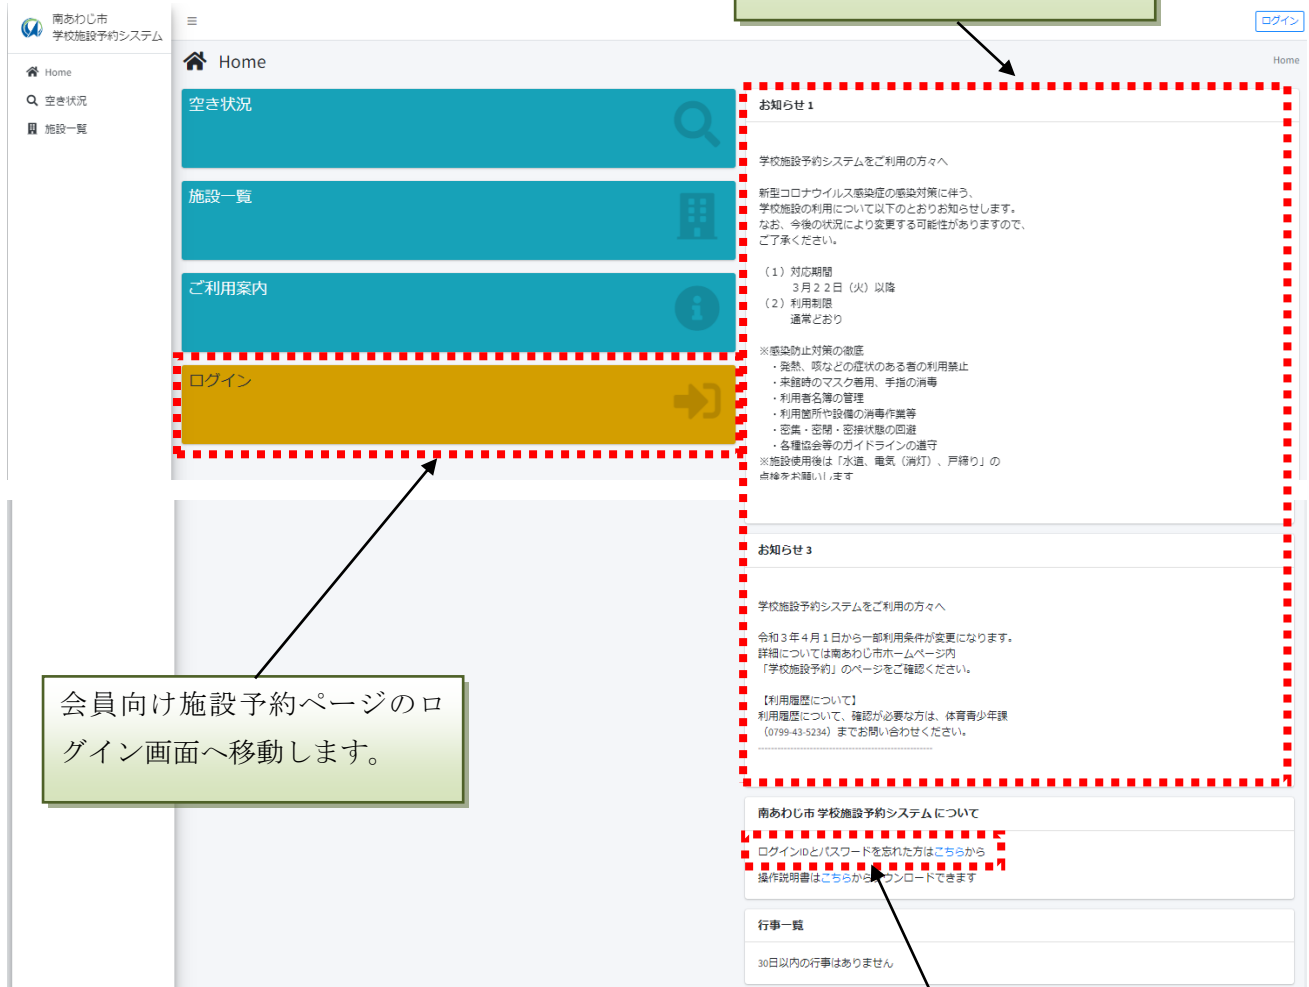 南あわじ市
学校施設予約システム
ログイン
Home
空き状況
施設一覧
Home
Home
空き状況
施設一覧
ご利用案内
ログイン
お知らせ 1
学校施設予約システムをご利用の方々へ
新型コロナウイルス感染症の感染対策に伴う、
学校施設の利用について以下のとおりお知らせします。
なお、今後の状況により変更する可能性がありますので、
ご了承ください。
（１）対応期間
３月２２日（火）以降
（２）利用制限
通常どおり
※感染防止対策の徹底
・発熱、咳などの症状のある者の利用禁止
・来館時のマスク着用、手指の消毒
・利用者名簿の管理
・利用箇所や設備の消毒作業等
・密集・密閉・密接状態の回避
・各種協会等のガイドラインの遵守
※施設使用後は「水道、電気（消灯）、戸締り」の
点検をお願いします
お知らせ 3
学校施設予約システムをご利用の方々へ
令和３年４月１日から一部利用条件が変更になります。
詳細については南あわじ市ホームページ内
「学校施設予約」のページをご確認ください。
【利用履歴について】
利用履歴について、確認が必要な方は、体育青少年課
（0799-43-5234）までお問い合わせください。
会員向け施設予約ページのロ
グイン画面へ移動します。
南あわじ市 学校施設予約システム について
ログインIDとパスワードを忘れた方はこちらから
操作説明書はこちらからダウンロードできます
行事一覧
30日以内の行事はありません